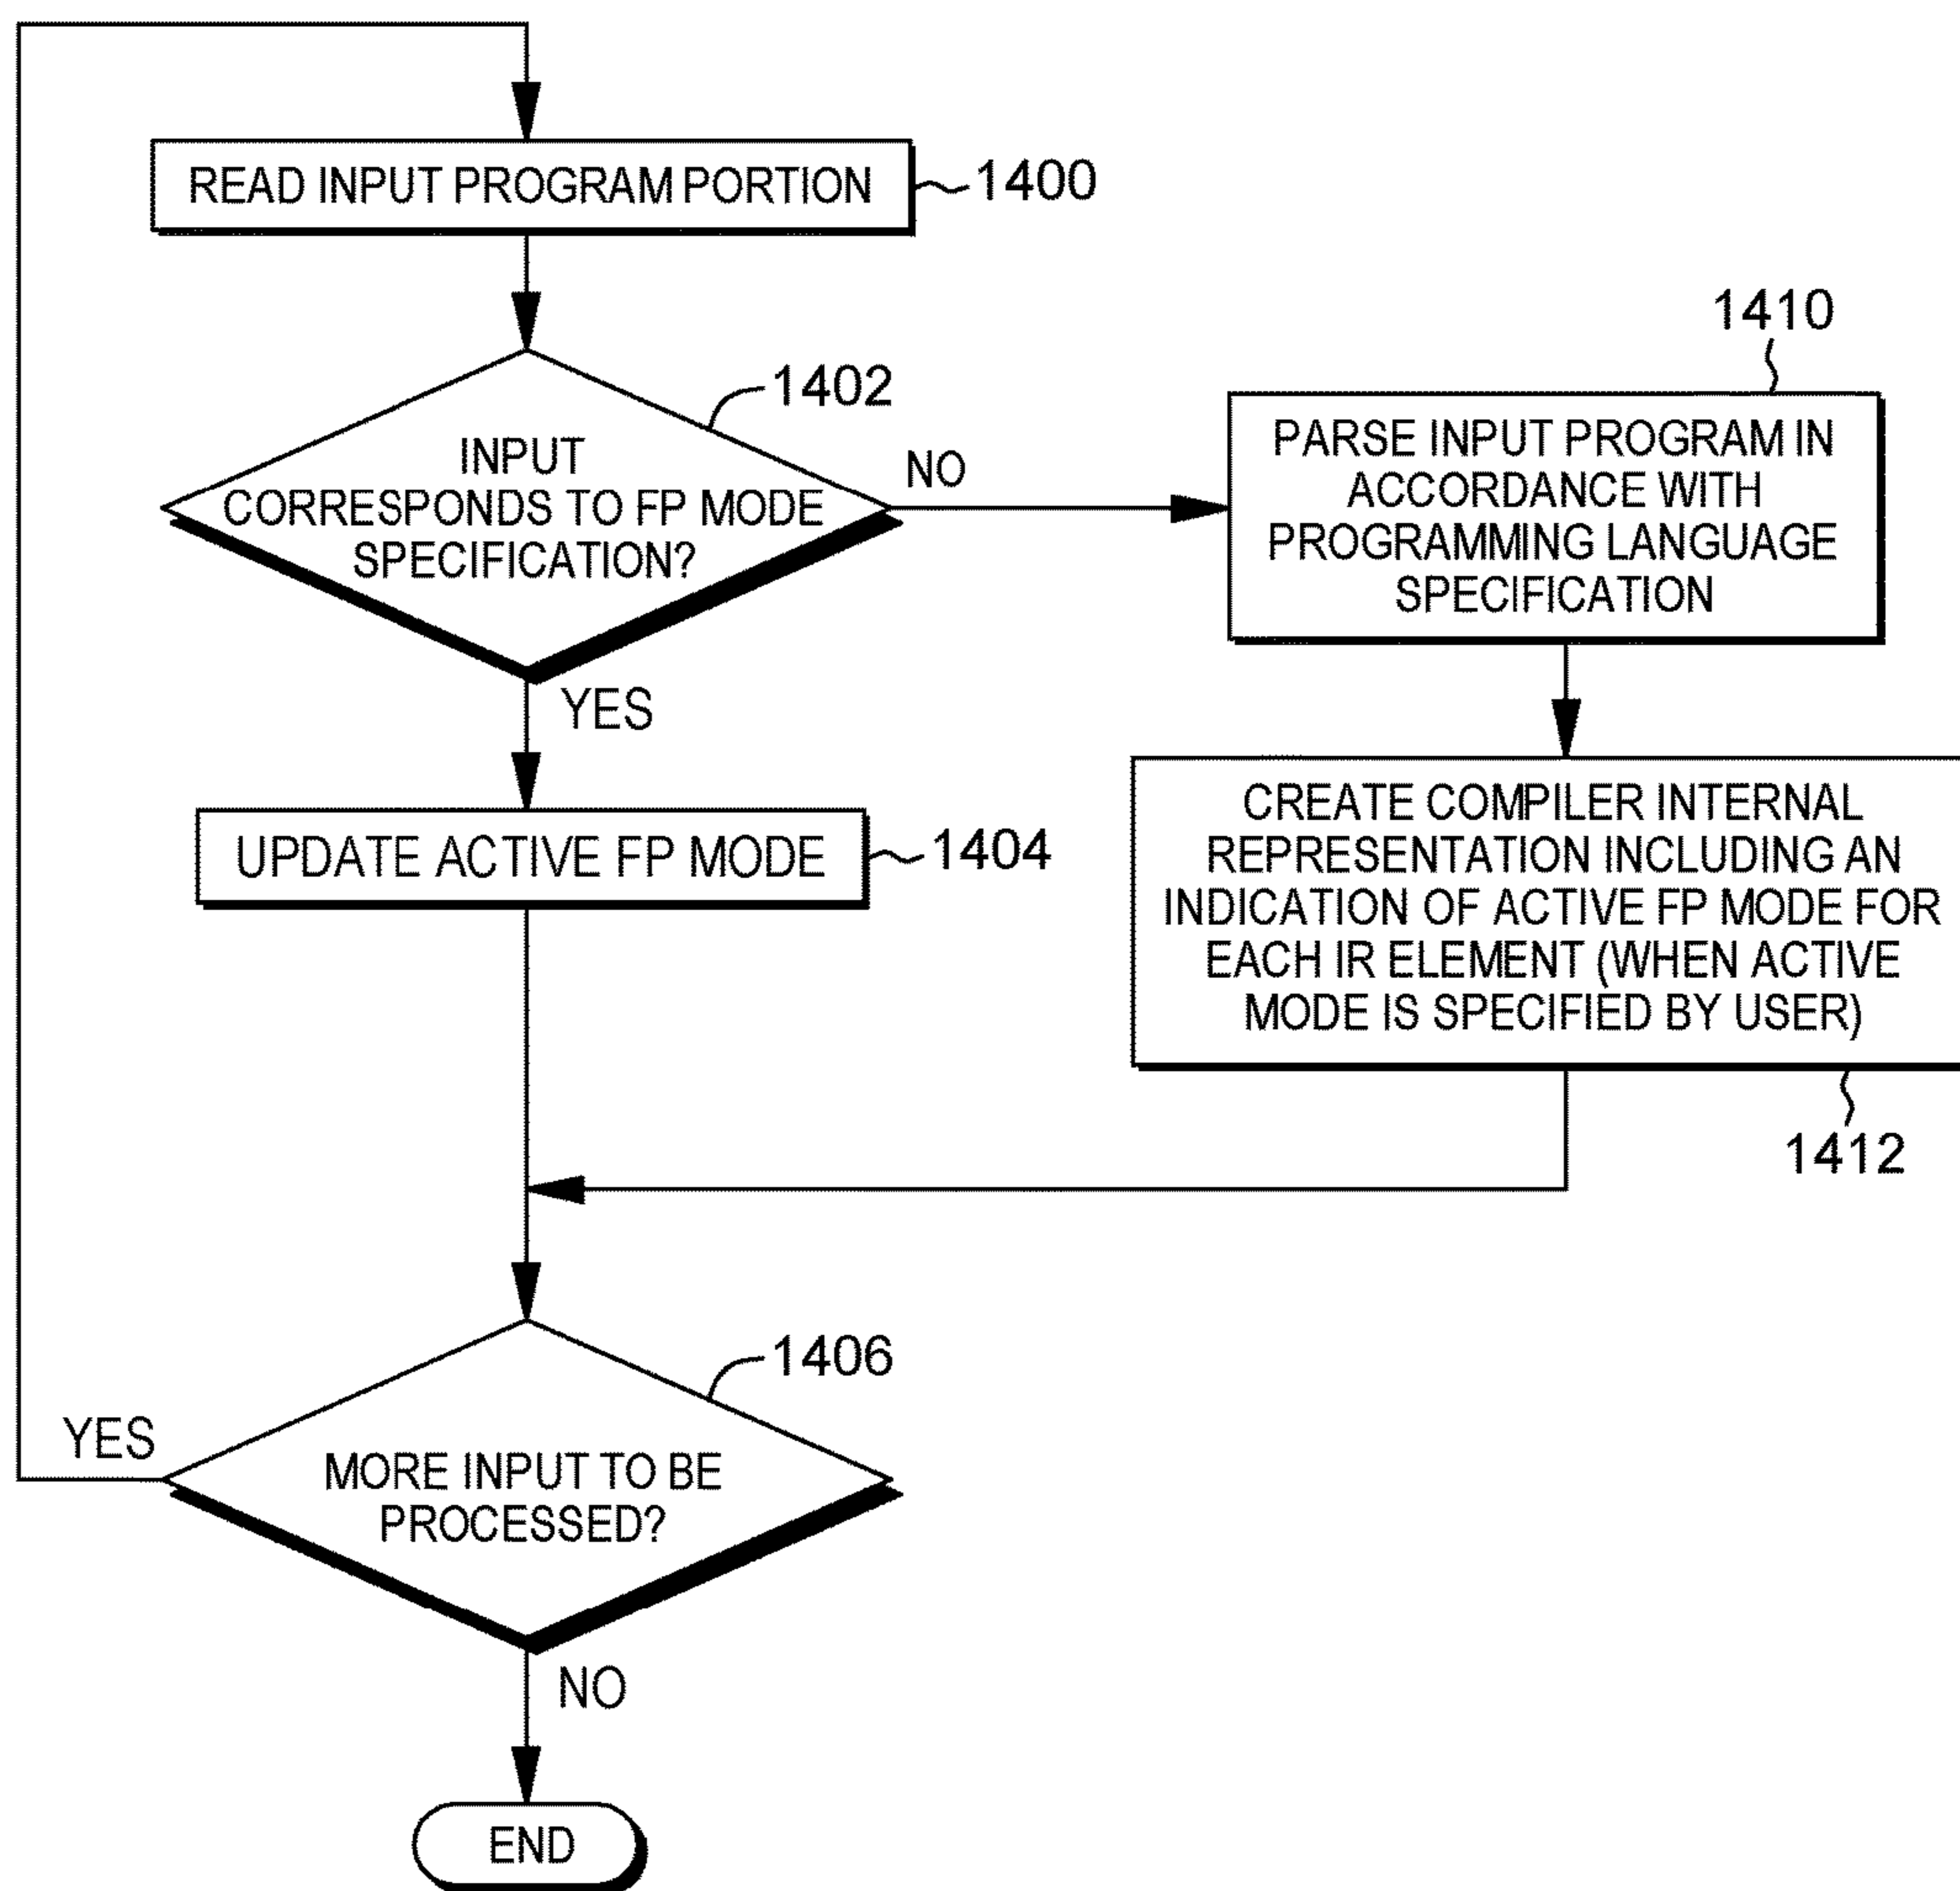 READ INPUT PROGRAM PORTION
1400
1402
INPUT
CORRESPONDS TO FP MODE
SPECIFICATION?
NO
YES
1410
PARSE INPUT PROGRAM IN
ACCORDANCE WITH
PROGRAMMING LANGUAGE
SPECIFICATION
UPDATE ACTIVE FP MODE
1404
CREATE COMPILER INTERNAL
REPRESENTATION INCLUDING AN
INDICATION OF ACTIVE FP MODE FOR
EACH IR ELEMENT (WHEN ACTIVE
MODE IS SPECIFIED BY USER)
1412
1406
YES
MORE INPUT TO BE
PROCESSED?
NO
END